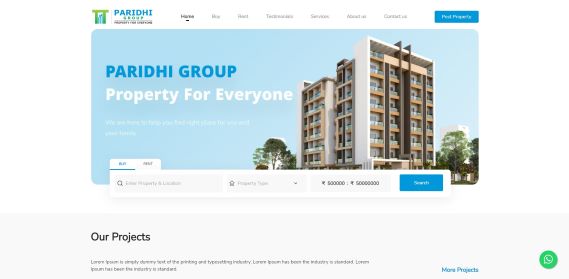 PARIDHI
GROUP
PROPERTY FOR EVERYONE
Home
Buy
Rent
Testimonials
Services
About us
Contact us
Post Property
PARIDHI GROUP
Property For Everyone
We are here to help you find right place for you and
your family.
BUY
RENT
Enter Property & Location
Property Type
₹ 500000 : ₹ 50000000
Search
Our Projects
Lorem Ipsum is simply dummy text of the printing and typesetting industry. Lorem Ipsum has been the industry is standard. Lorem
Ipsum has been the industry is standard.
More Projects